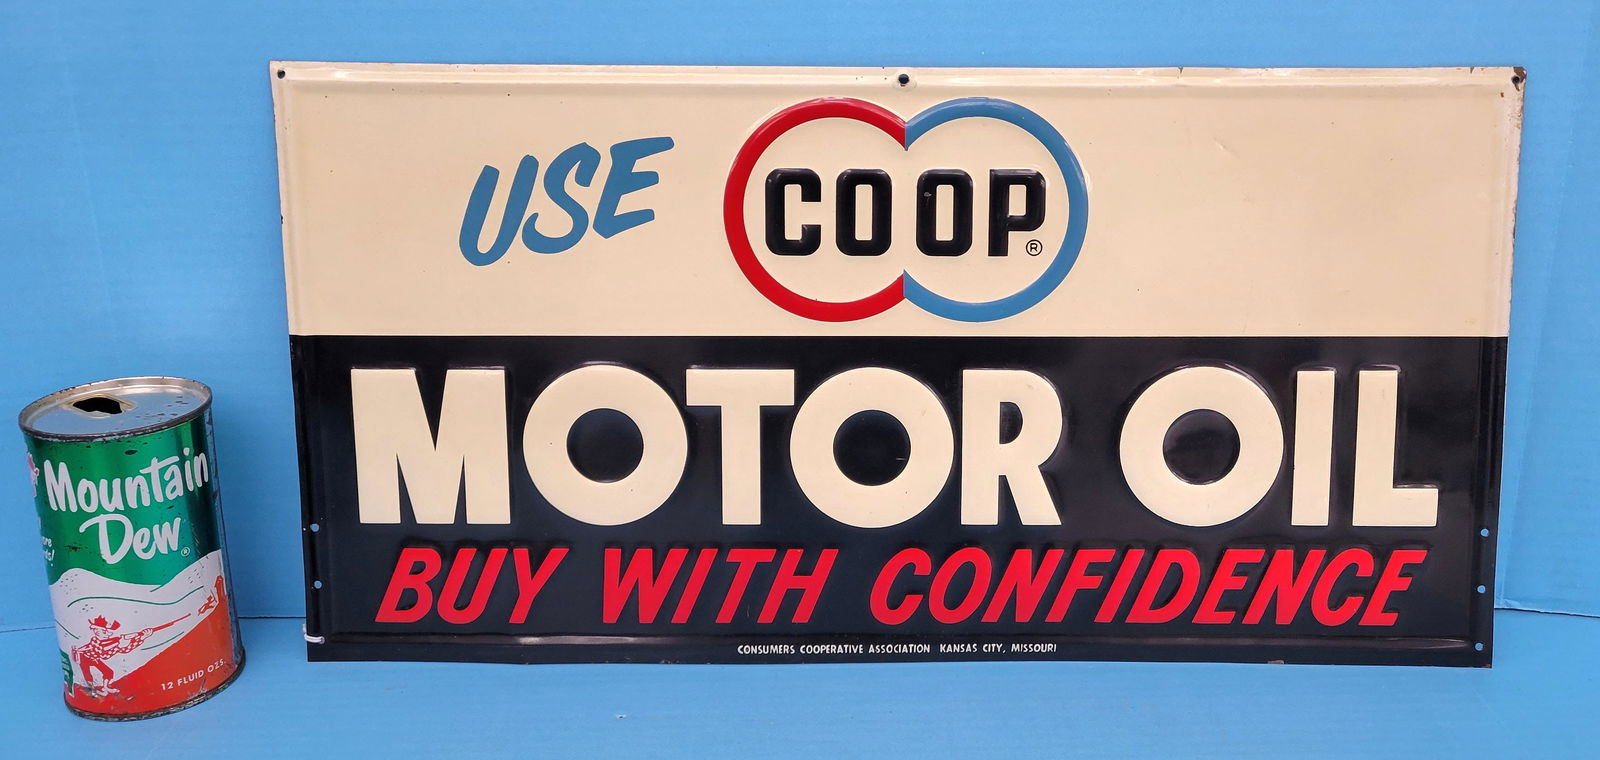 USE COOP®
MOTOR OIL
BUY WITH CONFIDENCE
CONSUMERS COOPERATIVE ASSOCIATION KANSAS CITY, MISSOURI
Mountain
Dew®
12 FLUID OZS.